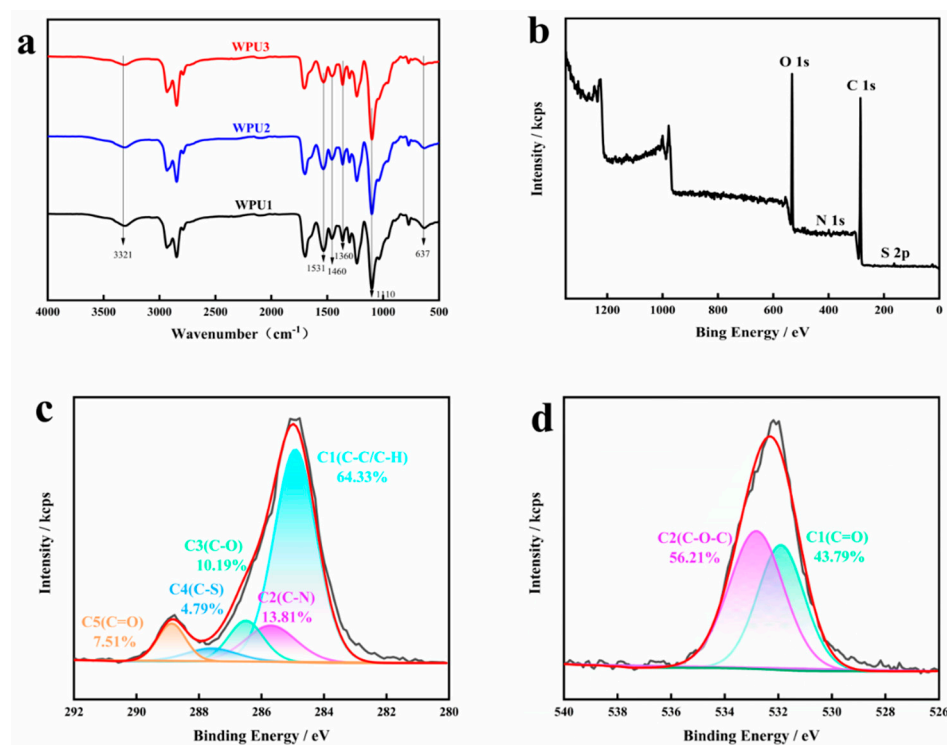 a
WPU3
WPU2
WPU1
3321
1531
1460
1360
1110
637
4000 3500 3000 2500 2000 1500 1000 500
Wavenumber（cm⁻¹）
b
O 1s
C 1s
N 1s
S 2p
Intensity / kcps
1200 1000 800 600 400 200 0
Bing Energy / eV
c
C1(C-C/C-H)
64.33%
C3(C-O)
10.19%
C4(C-S)
4.79%
C2(C-N)
13.81%
C5(C=O)
7.51%
Intensity / kcps
292 290 288 286 284 282 280
Binding Energy / eV
d
C2(C-O-C)
56.21%
C1(C=O)
43.79%
Intensity / kcps
540 538 536 534 532 530 528 526
Binding Energy / eV